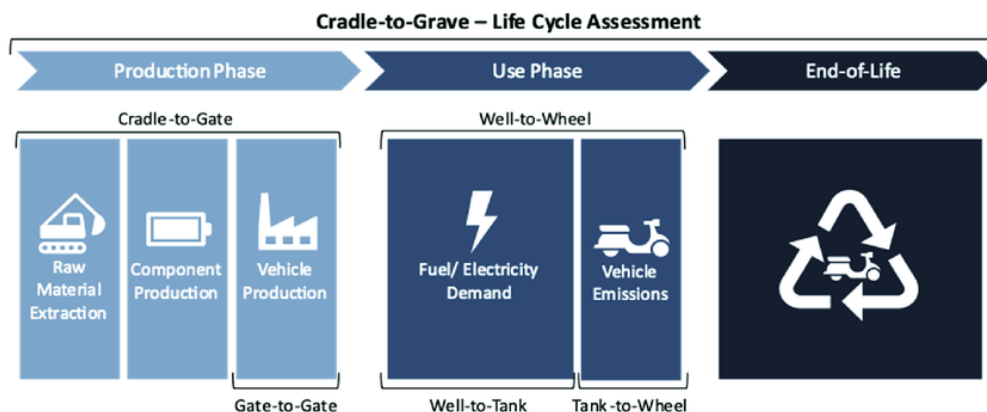 Cradle-to-Grave – Life Cycle Assessment
Production Phase
Use Phase
End-of-Life
Cradle-to-Gate
Well-to-Wheel
Raw
Material
Extraction
Component
Production
Vehicle
Production
Fuel/ Electricity
Demand
Vehicle
Emissions
Gate-to-Gate
Well-to-Tank
Tank-to-Wheel